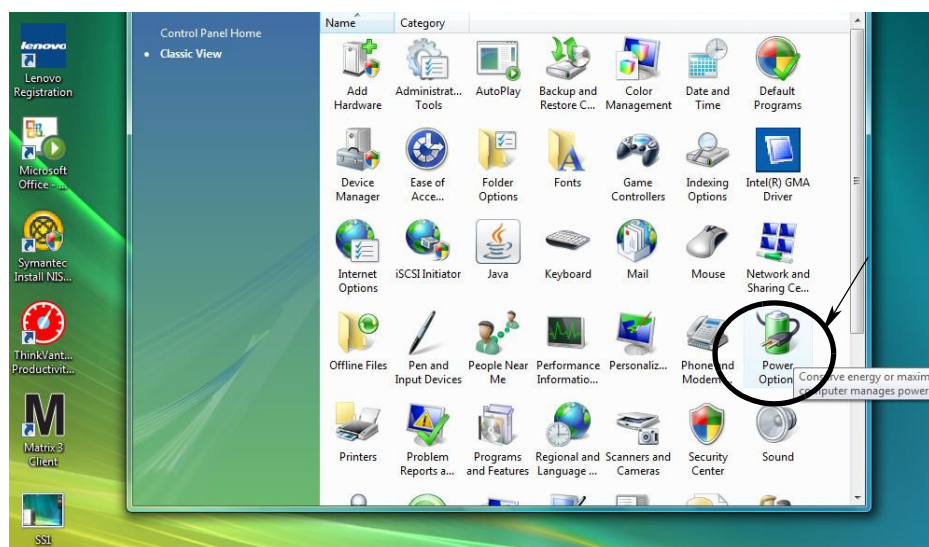 lenovo
Lenovo
Registration
Microsoft
Office - ...
Symantec
Install NIS...
ThinkVant...
Productivit...
M
Matrix 3
Client
SS1
Control Panel Home
• Classic View
Name Category
Add Hardware
Administrat... Tools
AutoPlay
Backup and Restore C...
Color Management
Date and Time
Default Programs
Device Manager
Ease of Acce...
Folder Options
Fonts
Game Controllers
Indexing Options
Intel(R) GMA Driver
Internet Options
iSCSI Initiator
Java
Keyboard
Mail
Mouse
Network and Sharing Ce...
Offline Files
Pen and Input Devices
People Near Me
Performance Informatio...
Personaliz...
Phone and Modem...
Power Option
Conserve energy or maxim
computer manages power
Printers
Problem Reports a...
Programs and Features
Regional and Language ...
Scanners and Cameras
Security Center
Sound